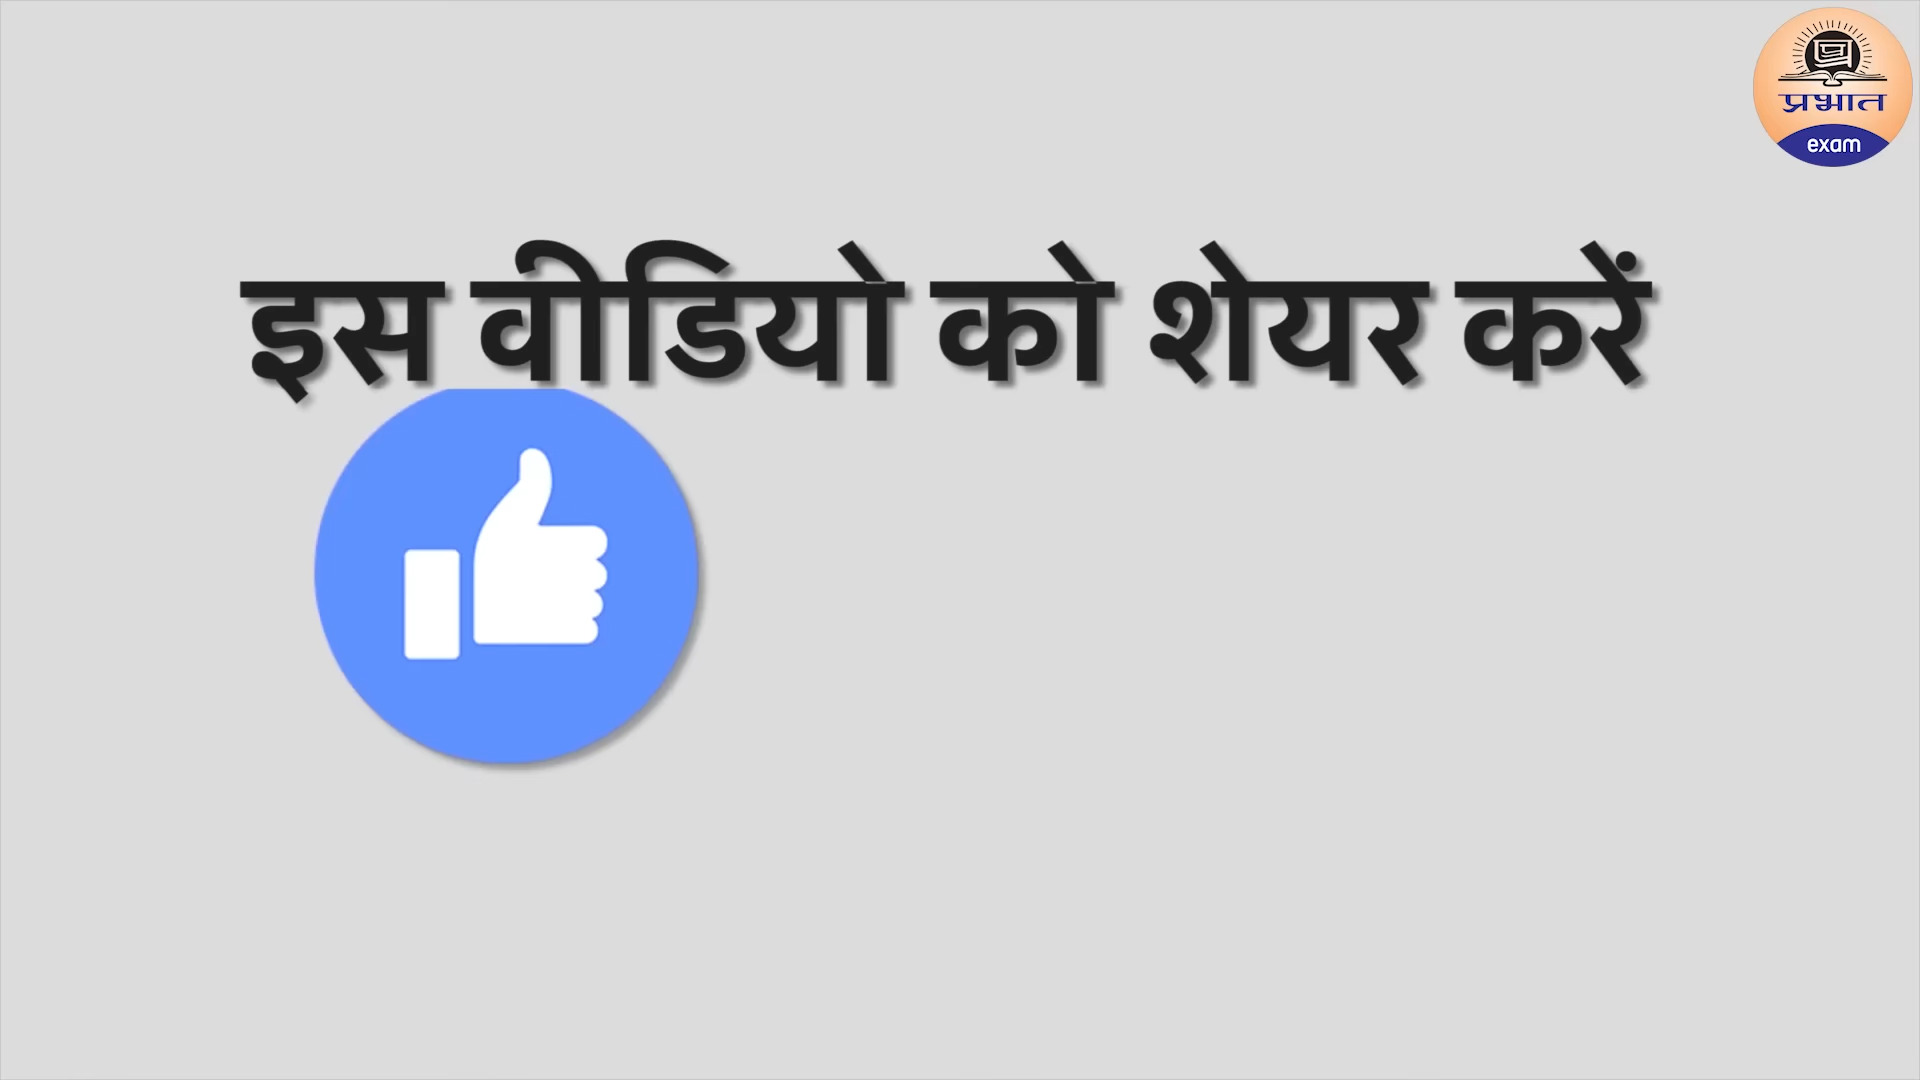 प्रभात
exam
इस वीडियो को शेयर करें